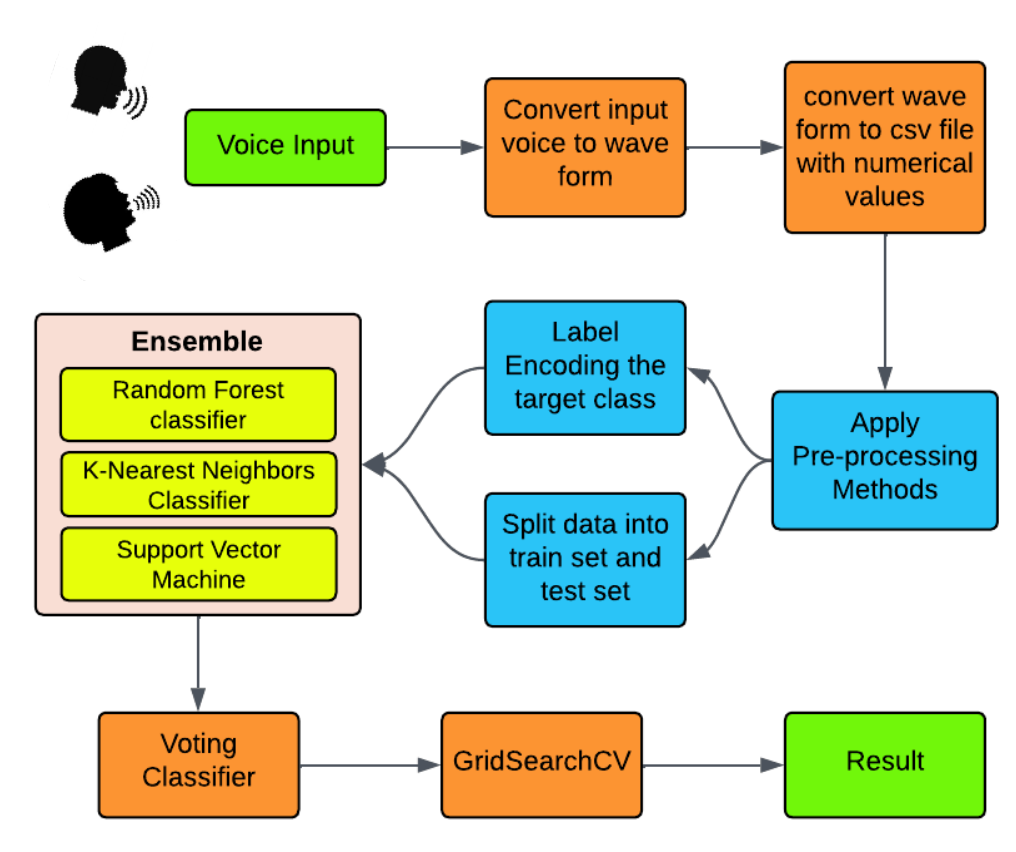 Voice Input
Convert input
voice to wave
form
convert wave
form to csv file
with numerical
values
Apply
Pre-processing
Methods
Label
Encoding the
target class
Split data into
train set and
test set
Ensemble
Random Forest
classifier
K-Nearest Neighbors
Classifier
Support Vector
Machine
Voting
Classifier
GridSearchCV
Result